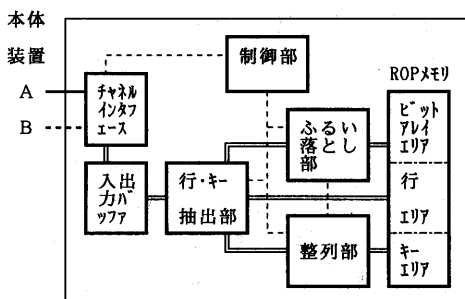 本体
装置
A
B
チャネル
インタフ
ェース
制御部
ROPメモリ
ふるい
落とし
部
ビット
アレイ
エリア
入出
力バ
ッファ
行・キー
抽出部
行
エリア
整列部
キー
エリア